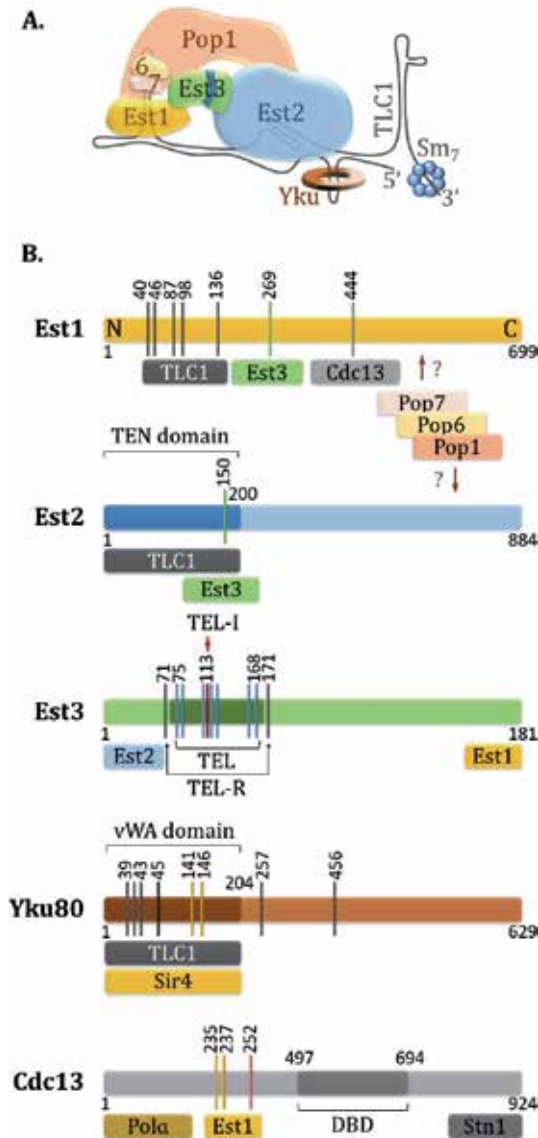 A.
Pop1
6
7
Est3
Est1
Est2
TLC1
Sm7
5'
3'
Yku
B.
40 46 87 98 136 269 444
Est1 N C
1 699
TLC1 Est3 Cdc13 ?
Pop7
Pop6
Pop1
TEN domain ?
150
200
Est2
1 884
TLC1
Est3
TEL-I
71 75 113 168 171
Est3
1 181
Est2 TEL Est1
TEL-R
vWA domain
39 43 45 141 146 204 257 456
Yku80
1 629
TLC1
Sir4
235 237 252 497 694
Cdc13
1 924
Polα Est1 DBD Stn1